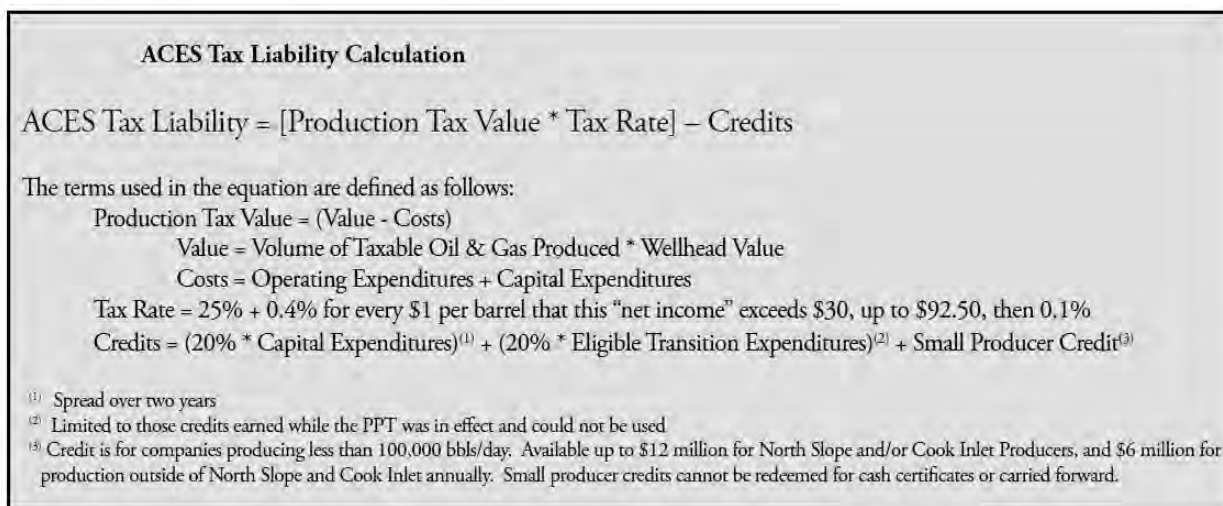 ACES Tax Liability Calculation
ACES Tax Liability = [Production Tax Value * Tax Rate] – Credits
The terms used in the equation are defined as follows:
Production Tax Value = (Value - Costs)
Value = Volume of Taxable Oil & Gas Produced * Wellhead Value
Costs = Operating Expenditures + Capital Expenditures
Tax Rate = 25% + 0.4% for every $1 per barrel that this “net income” exceeds $30, up to $92.50, then 0.1%
Credits = (20% * Capital Expenditures)⁽¹⁾ + (20% * Eligible Transition Expenditures)⁽²⁾ + Small Producer Credit⁽³⁾
⁽¹⁾ Spread over two years
⁽²⁾ Limited to those credits earned while the PPT was in effect and could not be used
⁽³⁾ Credit is for companies producing less than 100,000 bbls/day. Available up to $12 million for North Slope and/or Cook Inlet Producers, and $6 million for
production outside of North Slope and Cook Inlet annually. Small producer credits cannot be redeemed for cash certificates or carried forward.